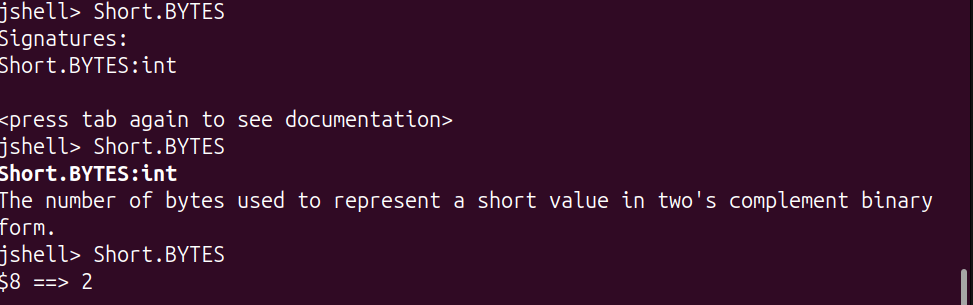 jshell> Short.BYTES
Signatures:
Short.BYTES:int
<press tab again to see documentation>
jshell> Short.BYTES
Short.BYTES:int
The number of bytes used to represent a short value in two's complement binary
form.
jshell> Short.BYTES
$8 ==> 2